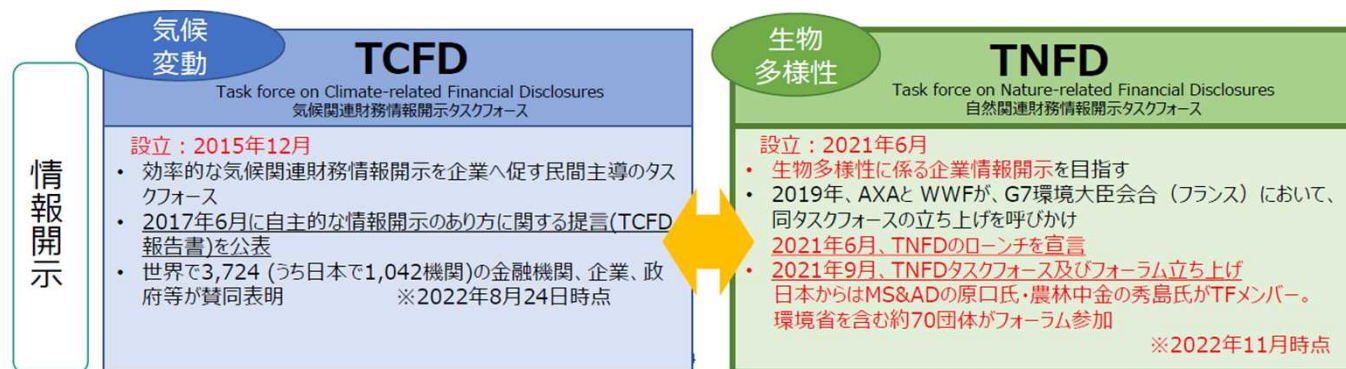 情報開示
気候
変動
TCFD
Task force on Climate-related Financial Disclosures
気候関連財務情報開示タスクフォース
設立：2015年12月
• 効率的な気候関連財務情報開示を企業へ促す民間主導のタス
クフォース
• 2017年6月に自主的な情報開示のあり方に関する提言(TCFD
報告書)を公表
• 世界で3,724 (うち日本で1,042機関)の金融機関、企業、政
府等が賛同表明 ※2022年8月24日時点
生物
多様性
TNFD
Task force on Nature-related Financial Disclosures
自然関連財務情報開示タスクフォース
設立：2021年6月
• 生物多様性に係る企業情報開示を目指す
• 2019年、AXAと WWFが、G7環境大臣会合（フランス）において、
同タスクフォースの立ち上げを呼びかけ
• 2021年6月、TNFDのローンチを宣言
• 2021年9月、TNFDタスクフォース及びフォーラム立ち上げ
日本からはMS&ADの原口氏・農林中金の秀島氏がTFメンバー。
環境省を含む約70団体がフォーラム参加
※2022年11月時点